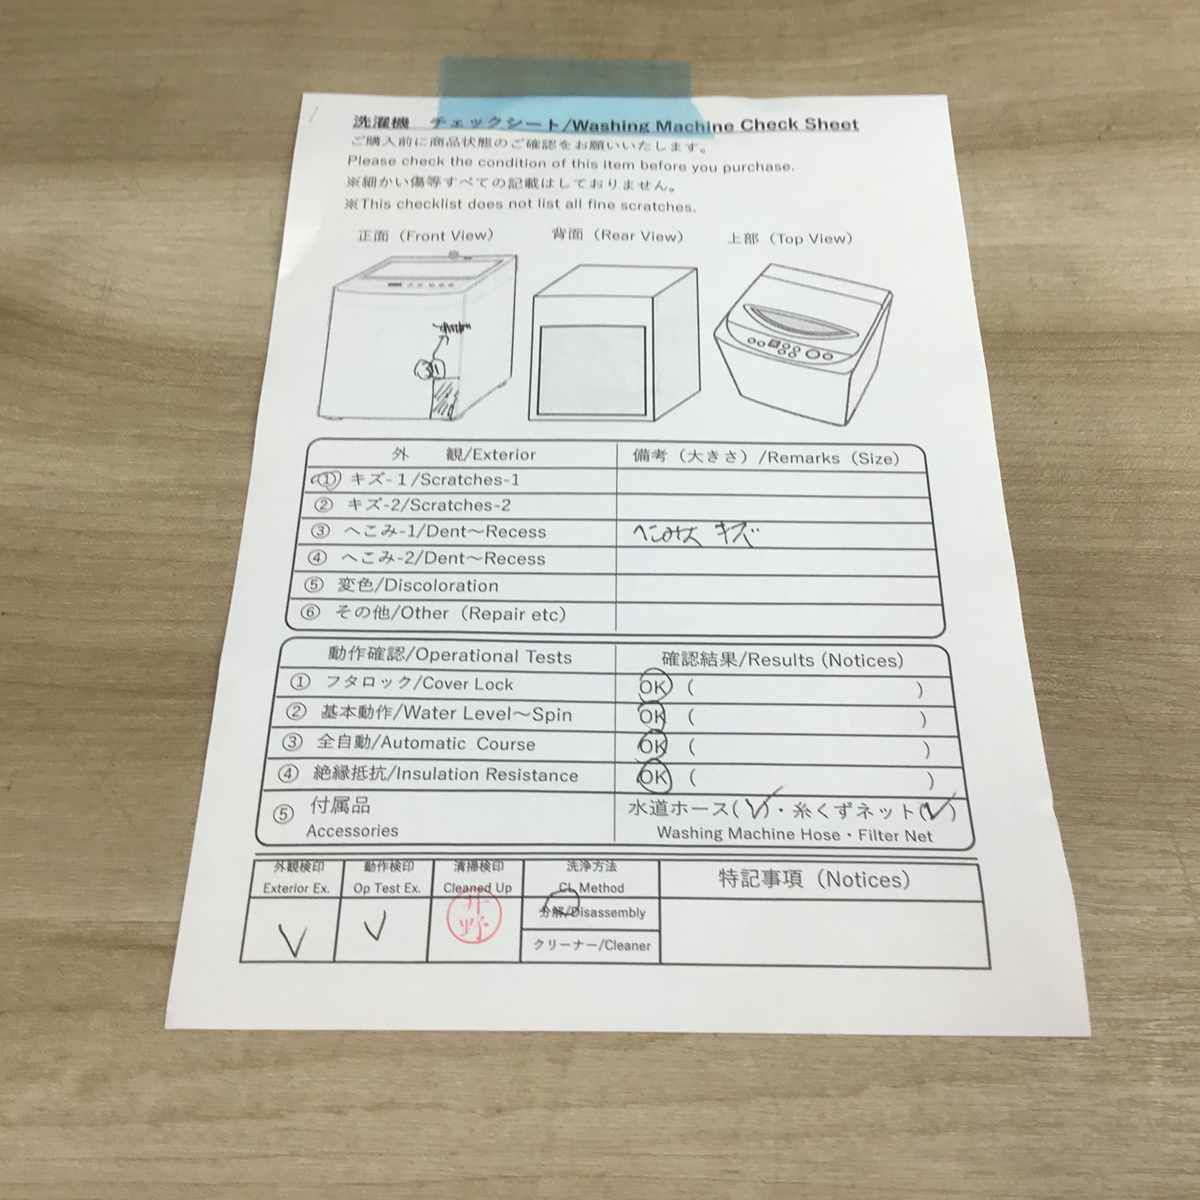 洗濯機 チェックシート/Washing Machine Check Sheet
ご購入前に商品状態のご確認をお願いいたします。
Please check the condition of this item before you purchase.
※細かい傷等すべての記載はしておりません。
※This checklist does not list all fine scratches.
正面（Front View） 背面（Rear View） 上部（Top View）
外 観/Exterior 備考（大きさ）/Remarks（Size）
① キズ-1/Scratches-1
② キズ-2/Scratches-2
③ へこみ-1/Dent～Recess へこみ大 キズ
④ へこみ-2/Dent～Recess
⑤ 変色/Discoloration
⑥ その他/Other（Repair etc）
動作確認/Operational Tests 確認結果/Results (Notices)
① フタロック/Cover Lock OK ( )
② 基本動作/Water Level～Spin OK ( )
③ 全自動/Automatic Course OK ( )
④ 絶縁抵抗/Insulation Resistance OK ( )
⑤ 付属品 水道ホース(✓)・糸くずネット(✓)
Accessories Washing Machine Hose・Filter Net
外観検印 動作検印 清掃検印 洗浄方法 特記事項（Notices）
Exterior Ex. Op Test Ex. Cleaned Up CL Method
✓ ✓ 井野 分解/Disassembly
クリーナー/Cleaner